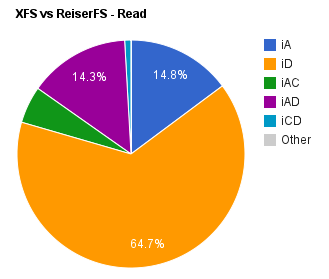 XFS vs ReiserFS - Read
14.8%
14.3%
64.7%
iA
iD
iAC
iAD
iCD
Other